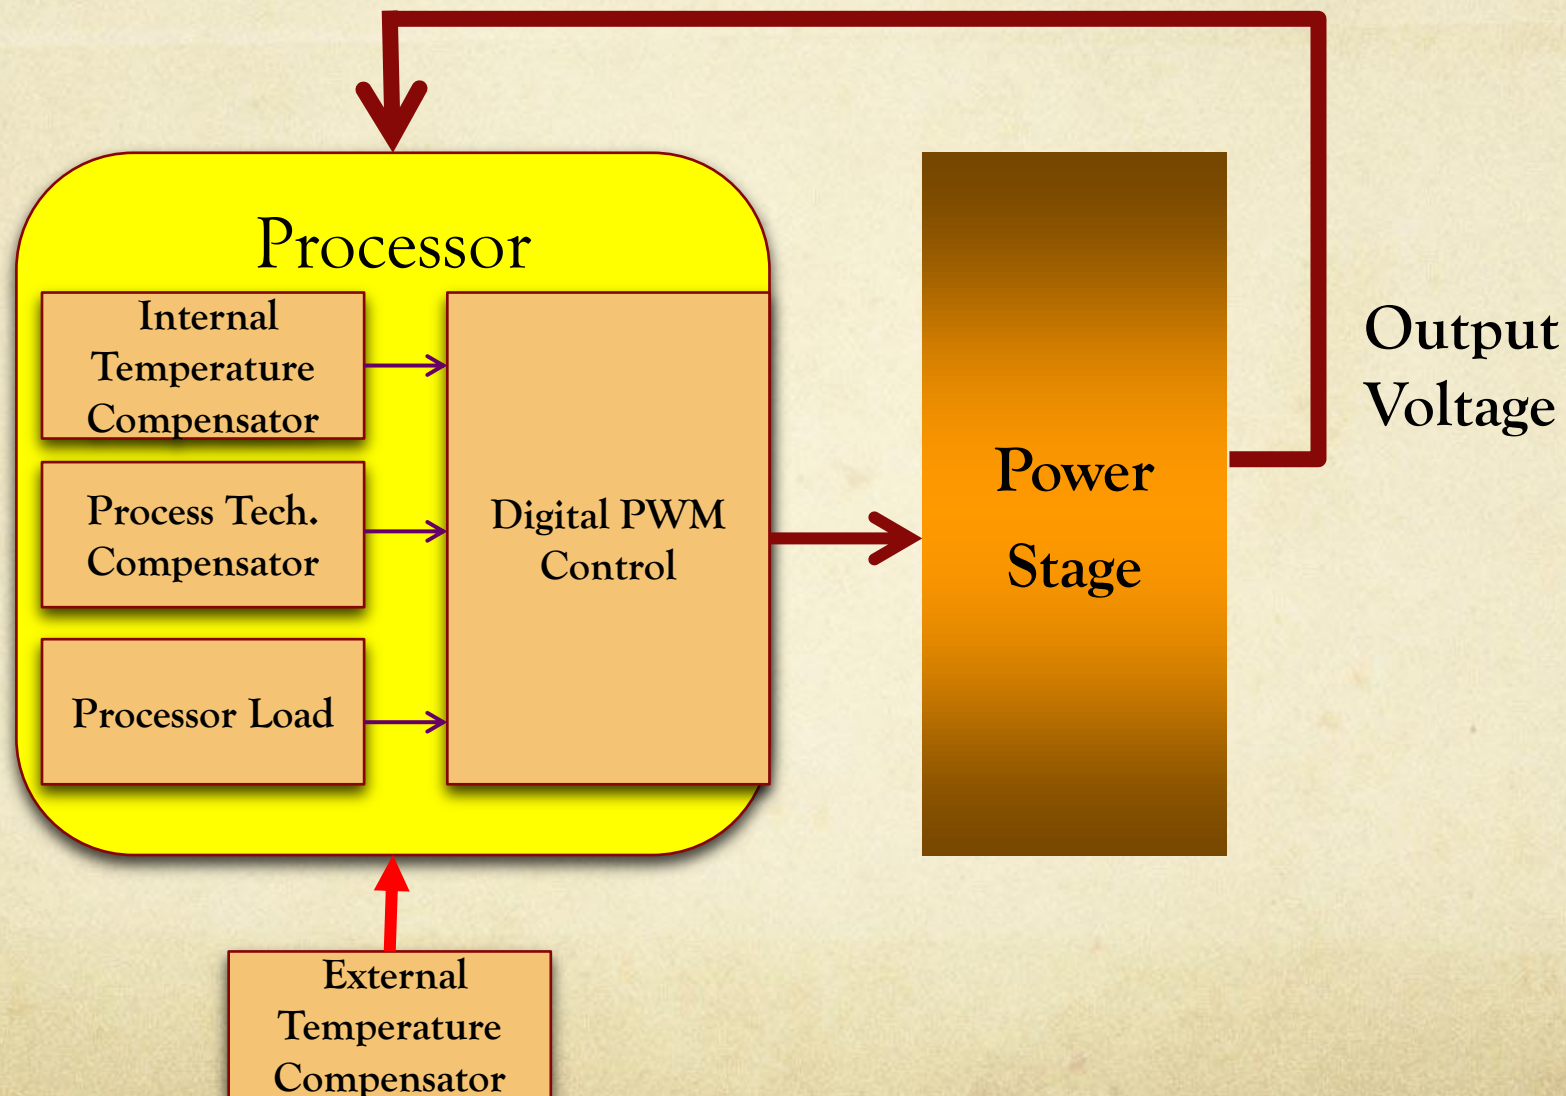 Processor
Internal
Temperature
Compensator
Process Tech.
Compensator
Processor Load
Digital PWM
Control
Power
Stage
Output
Voltage
External
Temperature
Compensator